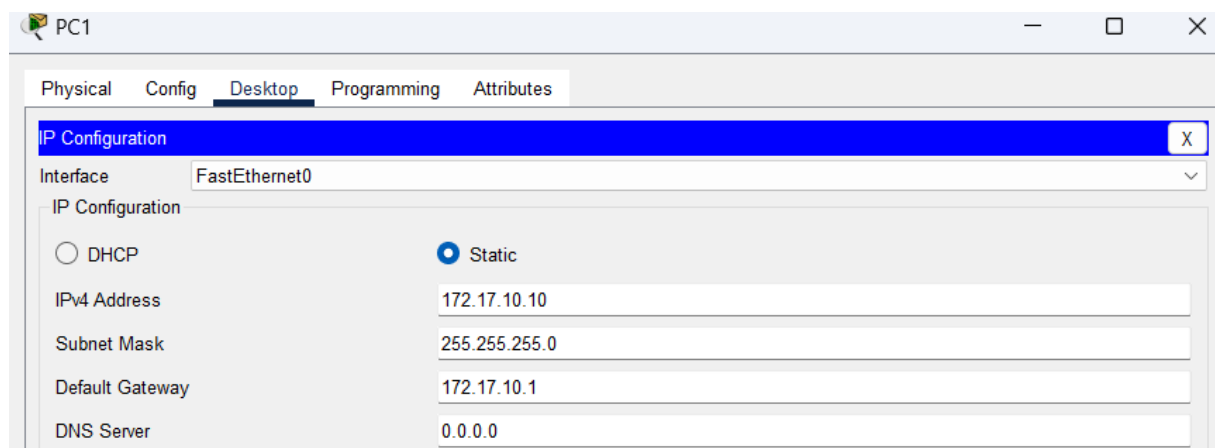 PC1
Physical Config Desktop Programming Attributes
IP Configuration X
Interface FastEthernet0
IP Configuration
DHCP Static
IPv4 Address 172.17.10.10
Subnet Mask 255.255.255.0
Default Gateway 172.17.10.1
DNS Server 0.0.0.0